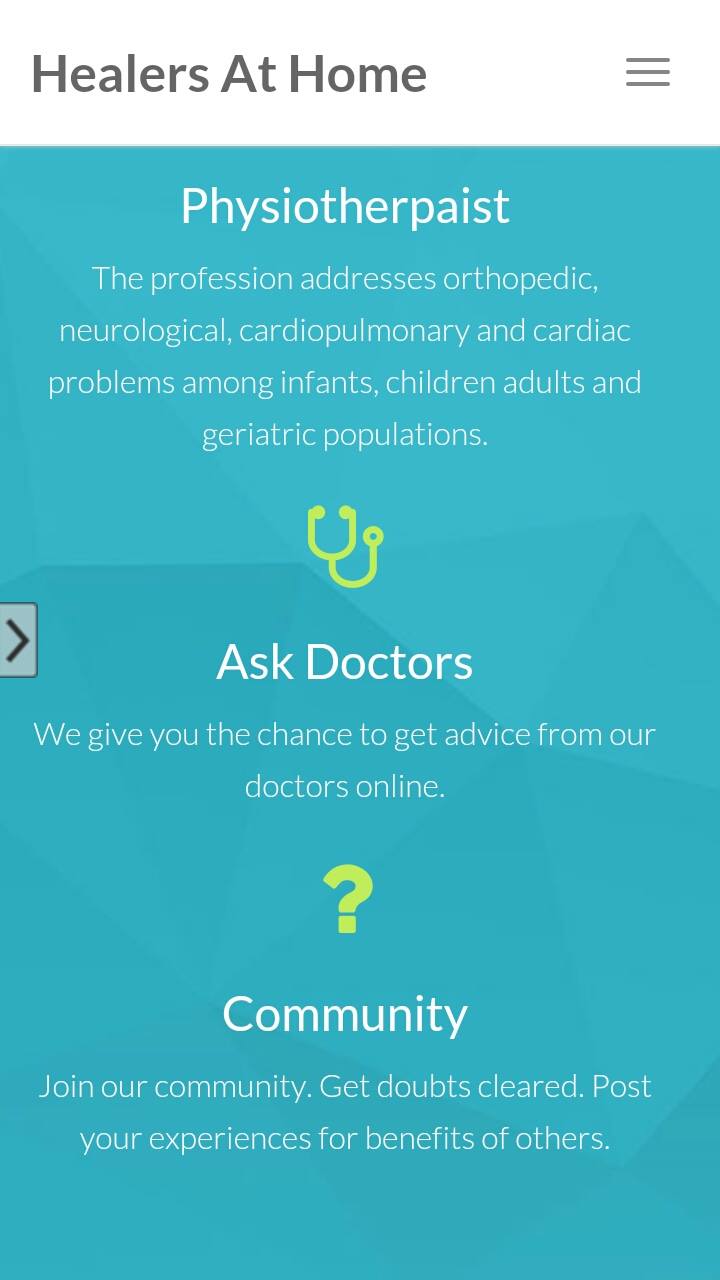 Healers At Home
Physiotherpaist
The profession addresses orthopedic,
neurological, cardiopulmonary and cardiac
problems among infants, children adults and
geriatric populations.
Ask Doctors
We give you the chance to get advice from our
doctors online.
?
Community
Join our community. Get doubts cleared. Post
your experiences for benefits of others.